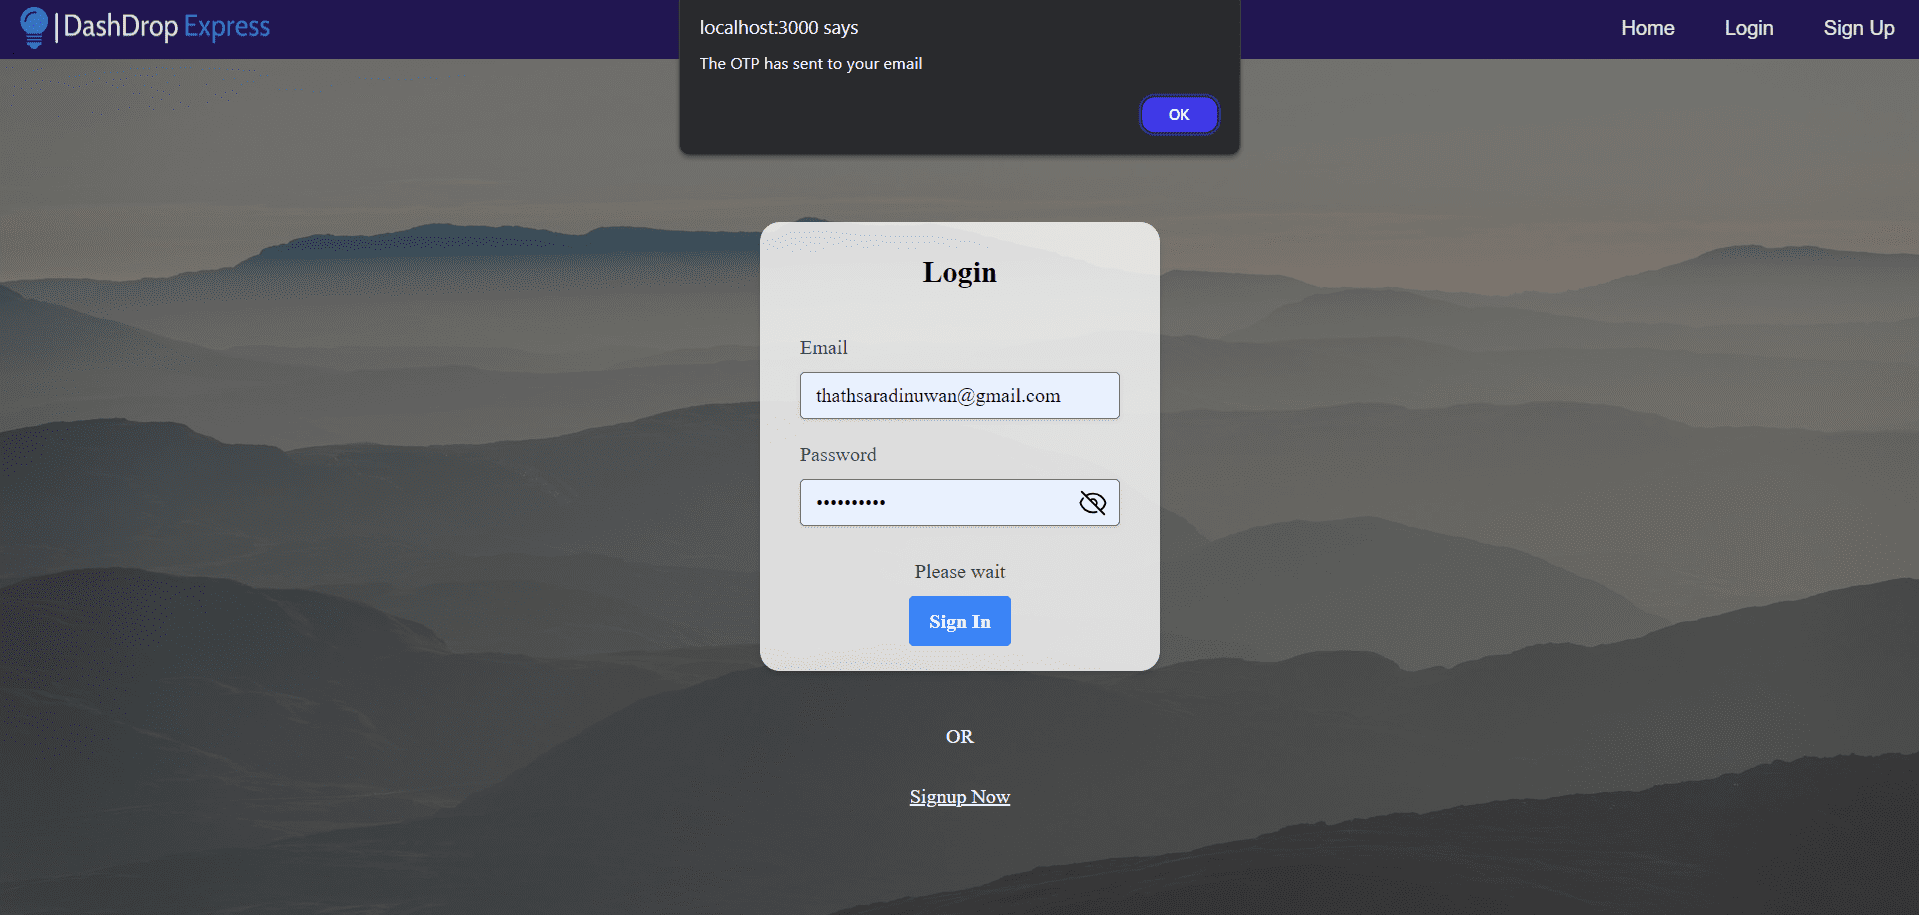 |DashDrop Express
Home
Login
Sign Up
localhost:3000 says
The OTP has sent to your email
OK
Login
Email
thathsaradinuwan@gmail.com
Password
••••••••••
Please wait
Sign In
OR
Signup Now